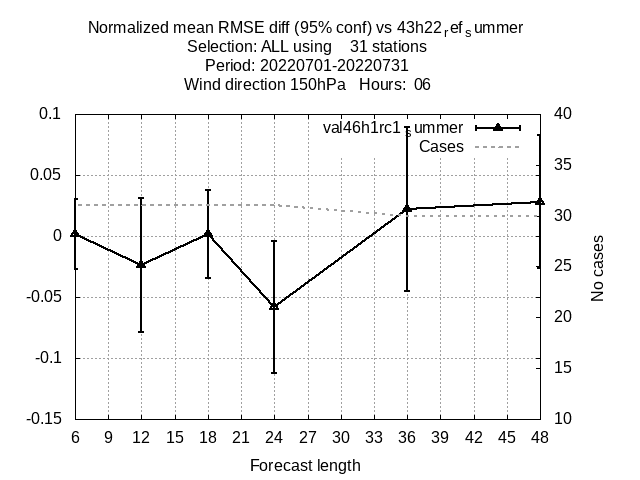 Normalized mean RMSE diff (95% conf) vs 43h22refsummer
Selection: ALL using 31 stations
Period: 20220701-20220731
Wind direction 150hPa Hours: 06
0.1
0.05
0
-0.05
-0.1
-0.15
40
35
30
25
20
15
10
val46h1rc1summer
Cases
No cases
6 9 12 15 18 21 24 27 30 33 36 39 42 45 48
Forecast length